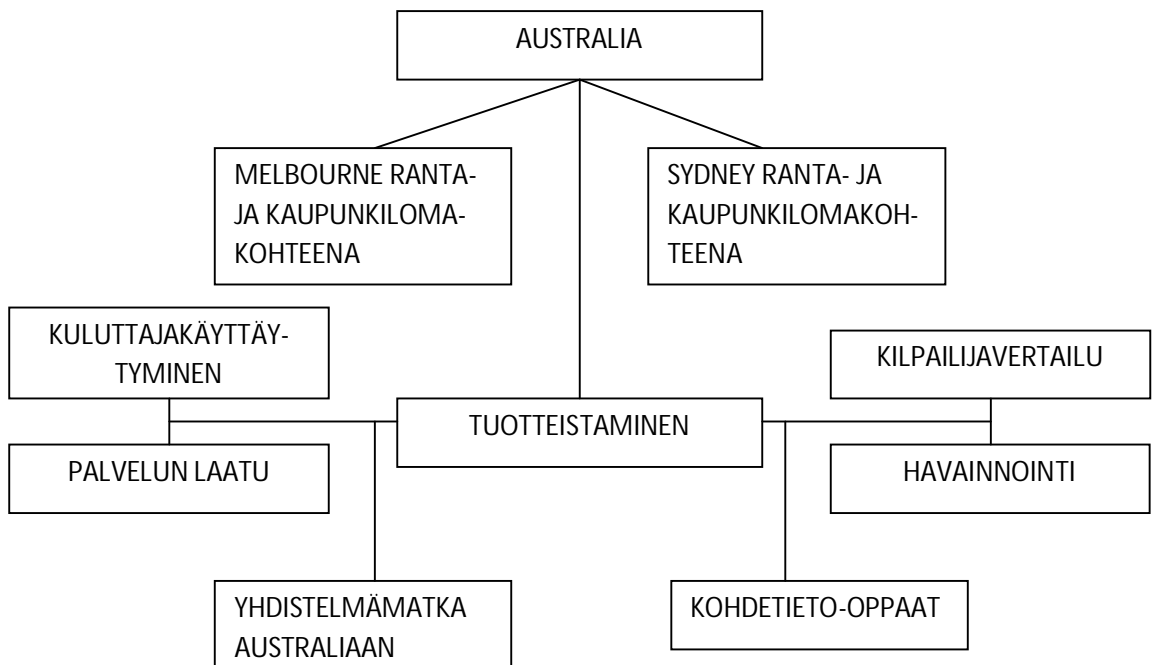 AUSTRALIA
MELBOURNE RANTA-
JA KAUPUNKILOMA-
KOHTEENA
SYDNEY RANTA- JA
KAUPUNKILOMAKOH-
TEENA
KULUTTAJAKÄYTTÄY-
TYMINEN
KILPAILIJAVERTAILU
TUOTTEISTAMINEN
PALVELUN LAATU
HAVAINNOINTI
YHDISTELMÄMATKA
AUSTRALIAAN
KOHDETIETO-OPPAAT